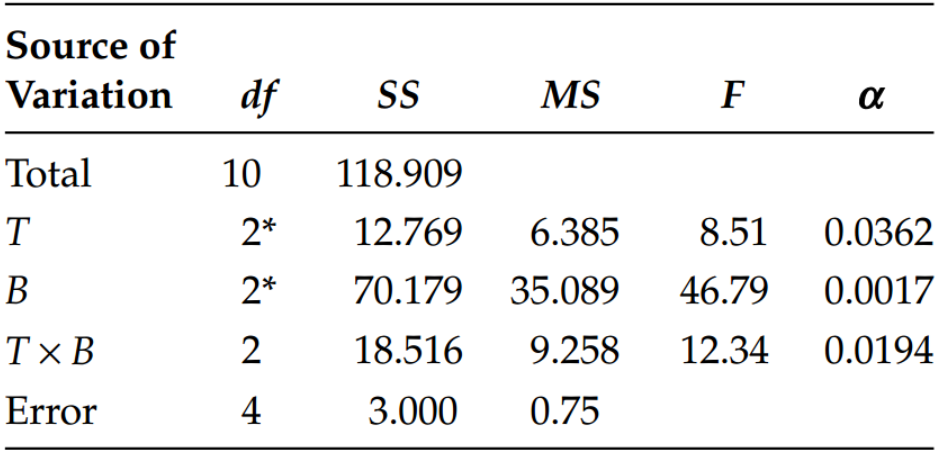 Source of
Variation df SS MS F α
Total 10 118.909
T 2* 12.769 6.385 8.51 0.0362
B 2* 70.179 35.089 46.79 0.0017
T × B 2 18.516 9.258 12.34 0.0194
Error 4 3.000 0.75